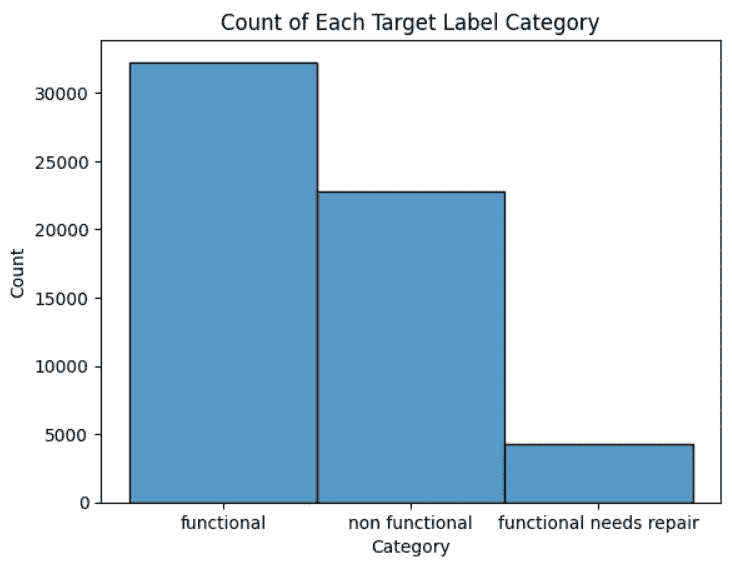 Count of Each Target Label Category
Count
30000
25000
20000
15000
10000
5000
0
functional
non functional
functional needs repair
Category